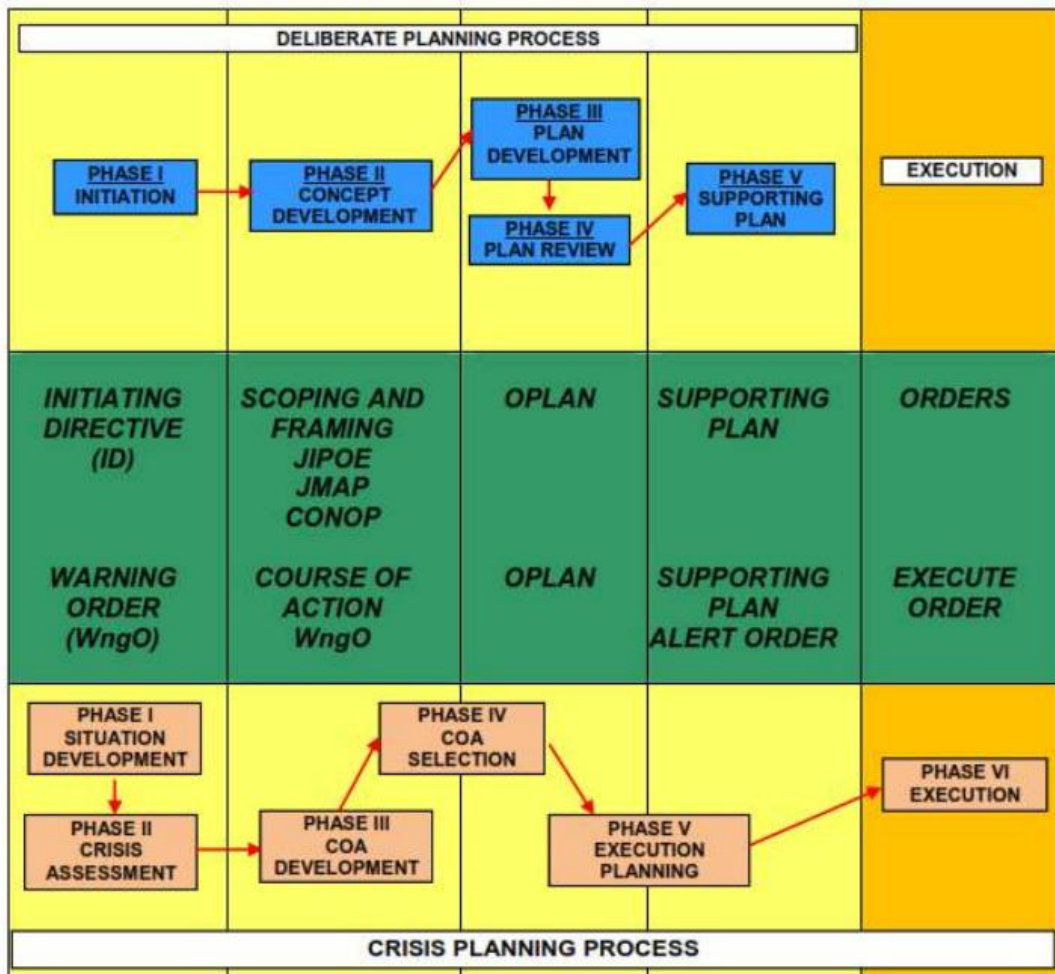 DELIBERATE PLANNING PROCESS
PHASE I
INITIATION
PHASE II
CONCEPT
DEVELOPMENT
PHASE III
PLAN
DEVELOPMENT
PHASE IV
PLAN REVIEW
PHASE V
SUPPORTING
PLAN
EXECUTION
INITIATING
DIRECTIVE
(ID)
SCOPING AND
FRAMING
JIPOE
JMAP
CONOP
OPLAN
SUPPORTING
PLAN
ORDERS
WARNING
ORDER
(WngO)
COURSE OF
ACTION
WngO
OPLAN
SUPPORTING
PLAN
ALERT ORDER
EXECUTE
ORDER
PHASE I
SITUATION
DEVELOPMENT
PHASE II
CRISIS
ASSESSMENT
PHASE III
COA
DEVELOPMENT
PHASE IV
COA
SELECTION
PHASE V
EXECUTION
PLANNING
PHASE VI
EXECUTION
CRISIS PLANNING PROCESS